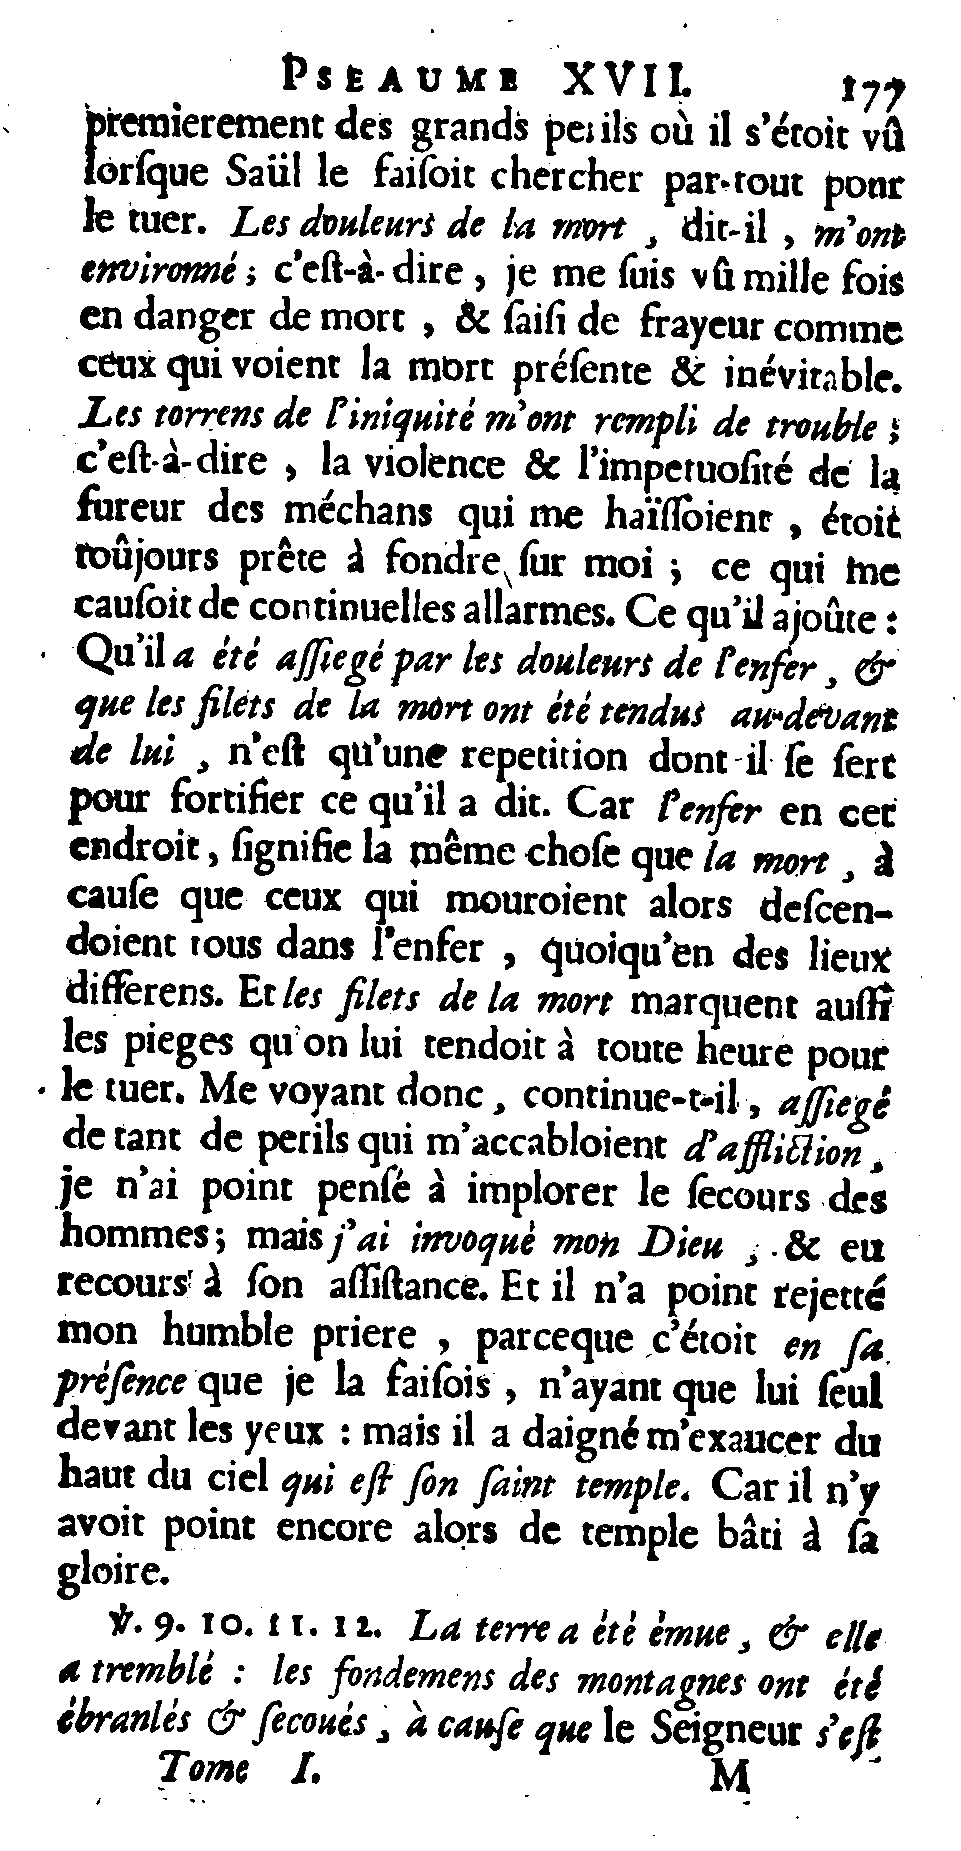 PSEAUME XVII. 177
premierement des grands perils où il s'étoit vû
lorſque Saül le faiſoit chercher par-tout pour
le tuer. Les douleurs de la mort, dit-il, m'ont
environné; c'eſt-à-dire, je me ſuis vû mille fois
en danger de mort, & ſaiſi de frayeur comme
ceux qui voient la mort préſente & inévitable.
Les torrens de l'iniquité m'ont rempli de trouble;
c'eſt-à-dire, la violence & l'impetuoſité de la
fureur des méchans qui me haïſſoient, étoit
toûjours prête à fondre ſur moi; ce qui me
cauſoit de continuelles allarmes. Ce qu'il ajoûte:
Qu'il a été aſſiegé par les douleurs de l'enfer, &
que les filets de la mort ont été tendus au-devant
de lui, n'eſt qu'une repetition dont il ſe ſert
pour fortifier ce qu'il a dit. Car l'enfer en cet
endroit, ſignifie la même choſe que la mort, à
cauſe que ceux qui mouroient alors deſcen-
doient tous dans l'enfer, quoiqu'en des lieux
differens. Et les filets de la mort marquent auſſi
les pieges qu'on lui tendoit à toute heure pour
le tuer. Me voyant donc, continue-t-il, aſſiegé
de tant de perils qui m'accabloient d'affliction,
je n'ai point penſé à implorer le ſecours des
hommes; mais j'ai invoqué mon Dieu, & eu
recours à ſon aſſiſtance. Et il n'a point rejetté
mon humble priere, parceque c'étoit en ſa
préſence que je la faiſois, n'ayant que lui ſeul
devant les yeux: mais il a daigné m'exaucer du
haut du ciel qui eſt ſon ſaint temple. Car il n'y
avoit point encore alors de temple bâti à ſa
gloire.
℣. 9. 10. 11. 12. La terre a été émue, & elle
a tremblé: les fondemens des montagnes ont été
ébranlés & ſecoués, à cauſe que le Seigneur s'eſt
Tome I. M